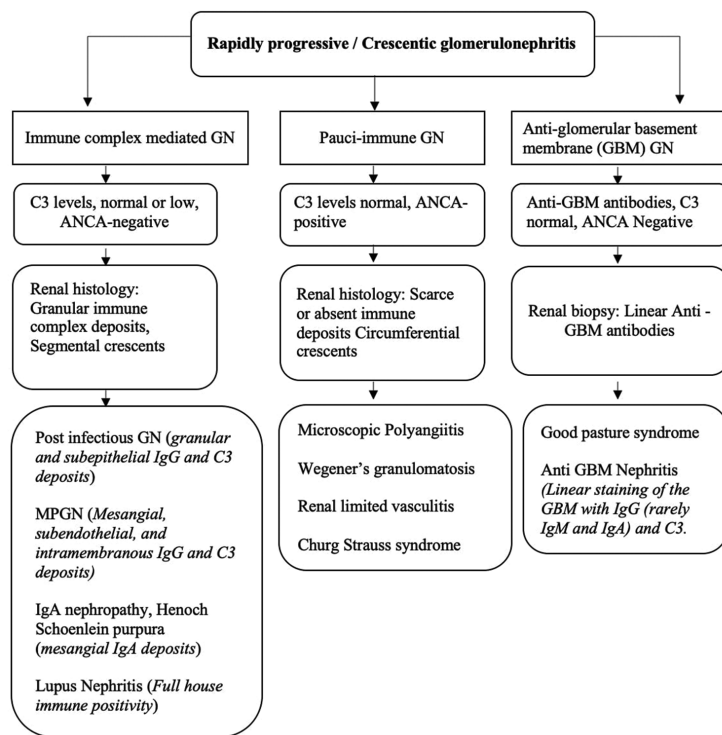 Rapidly progressive / Crescentic glomerulonephritis
Immune complex mediated GN
C3 levels, normal or low,
ANCA-negative
Renal histology:
Granular immune
complex deposits,
Segmental crescents
Post infectious GN (granular
and subepithelial IgG and C3
deposits)
MPGN (Mesangial,
subendothelial, and
intramembranous IgG and C3
deposits)
IgA nephropathy, Henoch
Schoenlein purpura
(mesangial IgA deposits)
Lupus Nephritis (Full house
immune positivity)
Pauci-immune GN
C3 levels normal, ANCA-
positive
Renal histology: Scarce
or absent immune
deposits Circumferential
crescents
Microscopic Polyangiitis
Wegener's granulomatosis
Renal limited vasculitis
Churg Strauss syndrome
Anti-glomerular basement
membrane (GBM) GN
Anti-GBM antibodies, C3
normal, ANCA Negative
Renal biopsy: Linear Anti -
GBM antibodies
Good pasture syndrome
Anti GBM Nephritis
(Linear staining of the
GBM with IgG (rarely
IgM and IgA) and C3.